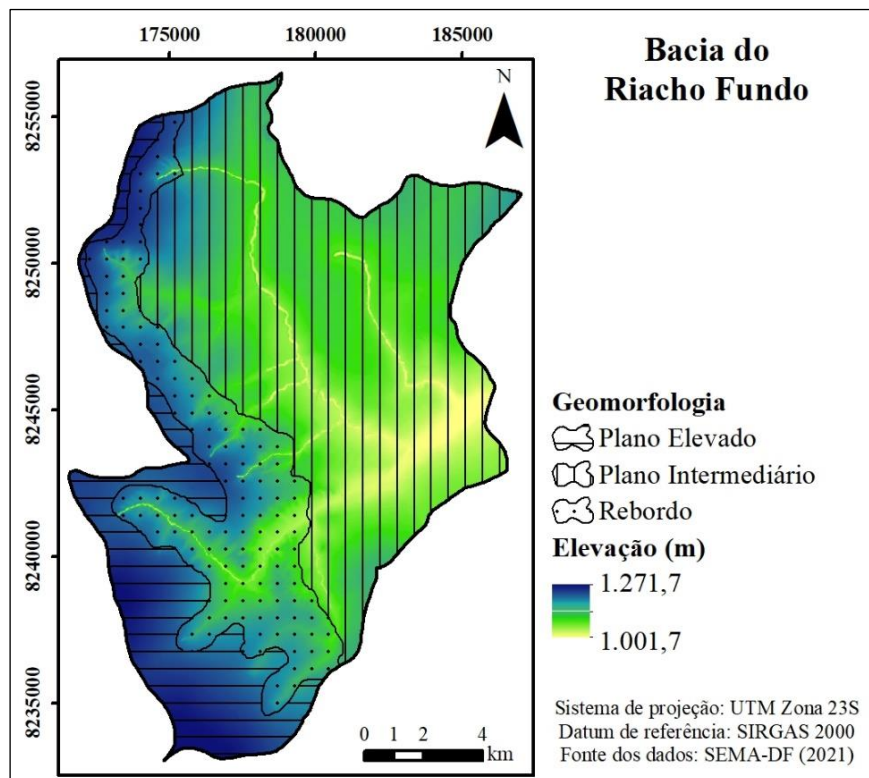 175000
180000
185000
Bacia do
Riacho Fundo
N
8255000
8250000
8245000
8240000
8235000
Geomorfologia
Plano Elevado
Plano Intermediário
Rebordo
Elevação (m)
1.271,7
1.001,7
0 1 2 4
km
Sistema de projeção: UTM Zona 23S
Datum de referência: SIRGAS 2000
Fonte dos dados: SEMA-DF (2021)